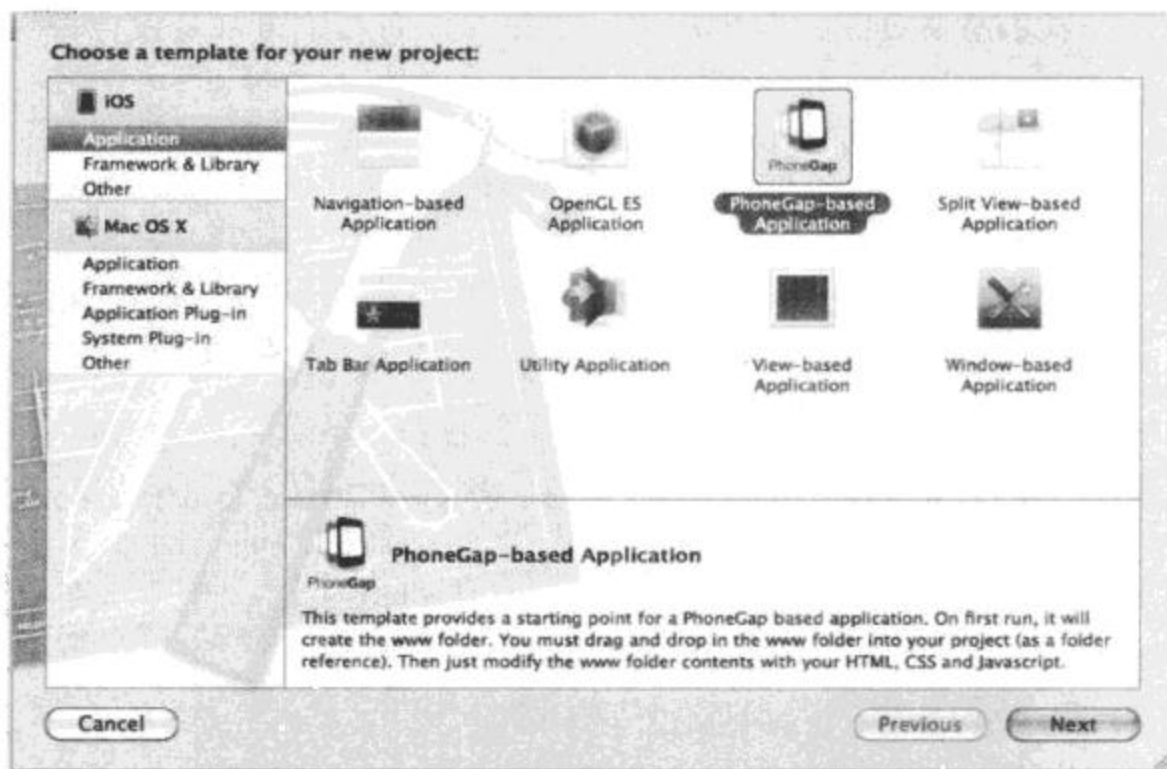 Choose a template for your new project:
iOS
Application
Framework & Library
Other
Mac OS X
Application
Framework & Library
Application Plug-in
System Plug-in
Other
Navigation-based
Application
OpenGL ES
Application
PhoneGap
PhoneGap-based
Application
Split View-based
Application
Tab Bar Application
Utility Application
View-based
Application
Window-based
Application
PhoneGap
PhoneGap-based Application
This template provides a starting point for a PhoneGap based application. On first run, it will
create the www folder. You must drag and drop in the www folder into your project (as a folder
reference). Then just modify the www folder contents with your HTML, CSS and Javascript.
Cancel
Previous
Next